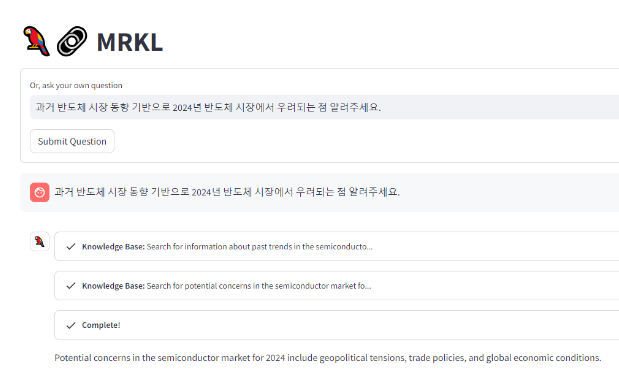 MRKL
Or, ask your own question
과거 반도체 시장 동향 기반으로 2024년 반도체 시장에서 우려되는 점 알려주세요.
Submit Question
과거 반도체 시장 동향 기반으로 2024년 반도체 시장에서 우려되는 점 알려주세요.
Knowledge Base: Search for information about past trends in the semiconducto...
Knowledge Base: Search for potential concerns in the semiconductor market fo...
Complete!
Potential concerns in the semiconductor market for 2024 include geopolitical tensions, trade policies, and global economic conditions.